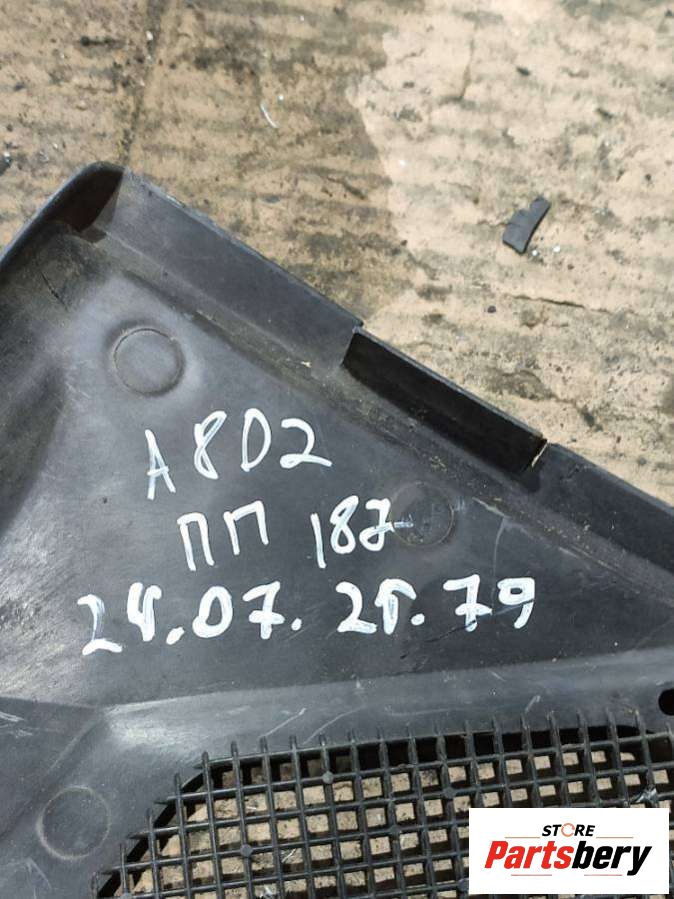 A8D2
ПП 187
24.07.25.79
STORE
Partsbery